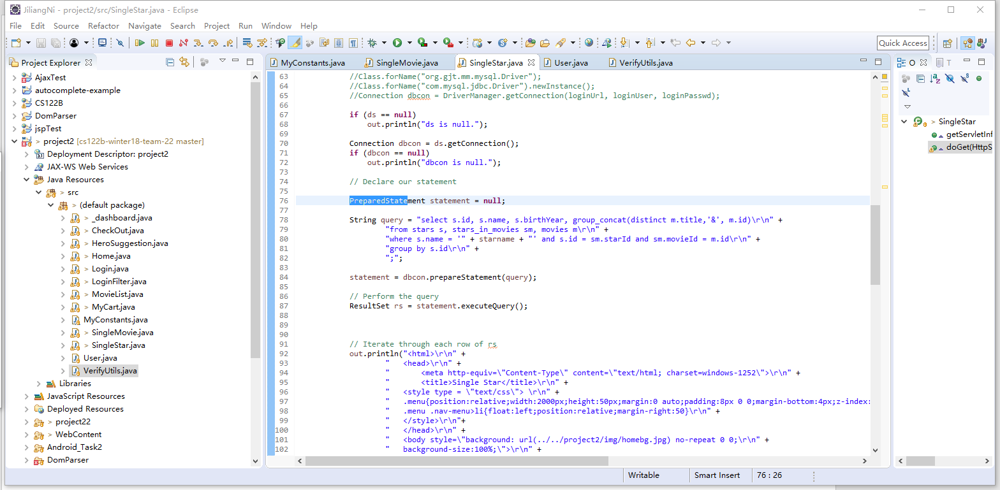 JiliangNi - project2/src/SingleStar.java - Eclipse
File Edit Source Refactor Navigate Search Project Run Window Help
Quick Access
Project Explorer
AjaxTest
autocomplete-example
CS122B
DomParser
jspTest
> project2 [cs122b-winter18-team-22 master]
Deployment Descriptor: project2
JAX-WS Web Services
Java Resources
> src
> (default package)
> _dashboard.java
> CheckOut.java
> HeroSuggestion.java
> Home.java
> Login.java
> LoginFilter.java
> MovieList.java
> MyCart.java
MyConstants.java
> SingleMovie.java
> SingleStar.java
User.java
VerifyUtils.java
Libraries
JavaScript Resources
Deployed Resources
> project22
> WebContent
Android_Task2
DomParser
MyConstants.java SingleMovie.java SingleStar.java User.java VerifyUtils.java
63 //Class.forName("org.gjt.mm.mysql.Driver");
64 //Class.forName("com.mysql.jdbc.Driver").newInstance();
65 //Connection dbcon = DriverManager.getConnection(loginUrl, loginUser, loginPasswd);
66
67 if (ds == null)
68 out.println("ds is null.");
69
70 Connection dbcon = ds.getConnection();
71 if (dbcon == null)
72 out.println("dbcon is null.");
73
74 // Declare our statement
75
76 PreparedStatement statement = null;
77
78 String query = "select s.id, s.name, s.birthYear, group_concat(distinct m.title,'&', m.id)\r\n" +
79 "from stars s, stars_in_movies sm, movies m\r\n" +
80 "where s.name = '" + starname + "' and s.id = sm.starId and sm.movieId = m.id\r\n" +
81 "group by s.id\r\n" +
82 ";";
83
84 statement = dbcon.prepareStatement(query);
85
86 // Perform the query
87 ResultSet rs = statement.executeQuery();
88
89
90
91 // Iterate through each row of rs
92 out.println("<html>\r\n" +
93 " <head>\r\n" +
94 " <meta http-equiv=\"Content-Type\" content=\"text/html; charset=windows-1252\">\r\n" +
95 " <title>Single Star</title>\r\n" +
96 " <style type = \"text/css\"> \r\n" +
97 " .menu{position:relative;width:2000px;height:50px;margin:0 auto;padding:8px 0 0;margin-bottom:4px;z-index:
98 " .menu .nav-menu>li{float:left;position:relative;margin-right:50}\r\n" +
99 " </style>\r\n"+
100 " </head>\r\n" +
101 " <body style=\"background: url(../../project2/img/homebg.jpg) no-repeat 0 0;\r\n" +
102 " background-size:100%;\">\r\n" +
O T
> SingleStar
getServletInf
doGet(HttpS
Writable Smart Insert 76 : 26